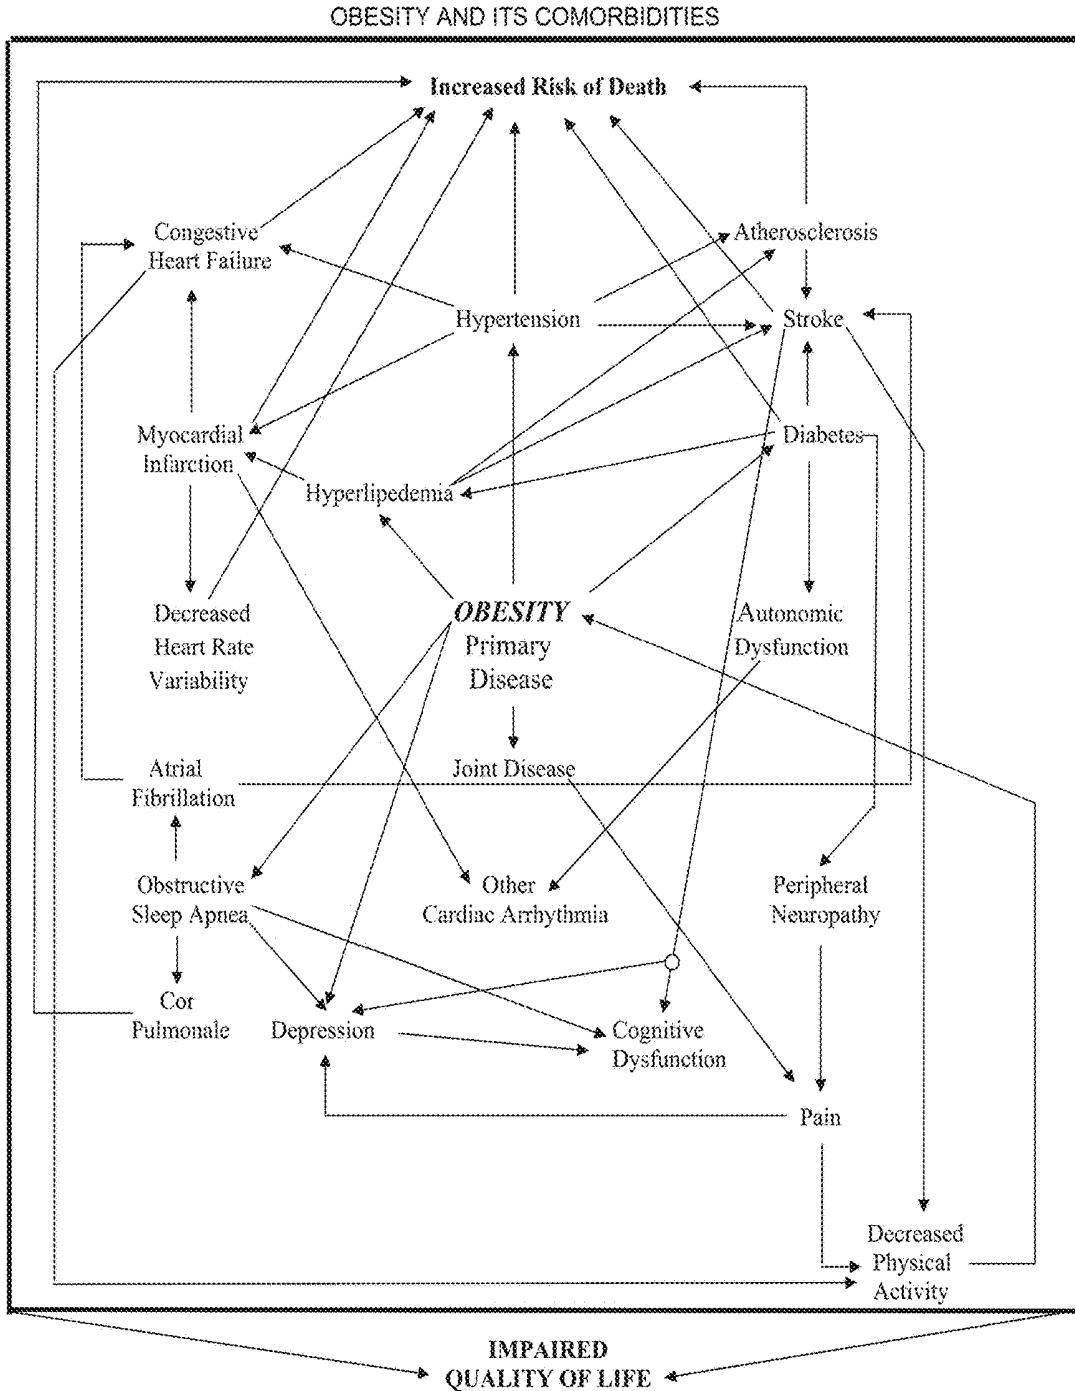 OBESITY AND ITS COMORBIDITIES
Increased Risk of Death
Congestive
Heart Failure
Atherosclerosis
Hypertension
Stroke
Myocardial
Infarction
Diabetes
Hyperlipedemia
Decreased
Heart Rate
Variability
OBESITY
Primary
Disease
Autonomic
Dysfunction
Atrial
Fibrillation
Joint Disease
Obstructive
Sleep Apnea
Other
Cardiac Arrhythmia
Peripheral
Neuropathy
Cor
Pulmonale
Depression
Cognitive
Dysfunction
Pain
Decreased
Physical
Activity
IMPAIRED
QUALITY OF LIFE